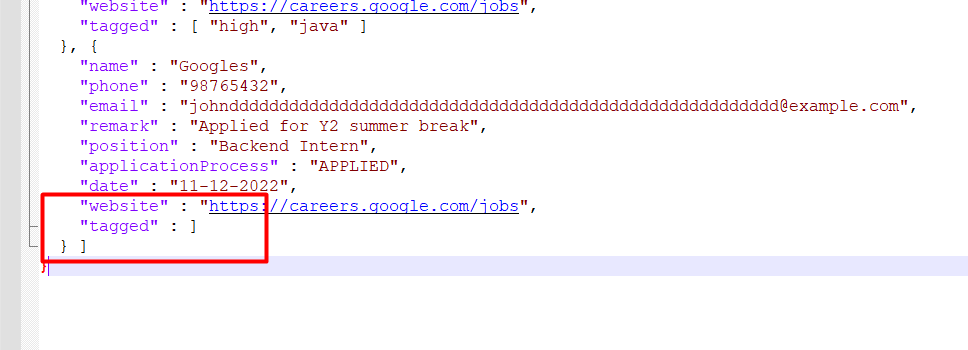 "website" : "https://careers.google.com/jobs",
"tagged" : [ "high", "java" ]
}, {
"name" : "Googles",
"phone" : "98765432",
"email" : "johnddddddddddddddddddddddddddddddddddddddddddddddddddddddd@example.com",
"remark" : "Applied for Y2 summer break",
"position" : "Backend Intern",
"applicationProcess" : "APPLIED",
"date" : "11-12-2022",
"website" : "https://careers.google.com/jobs",
"tagged" : ]
} ]
}